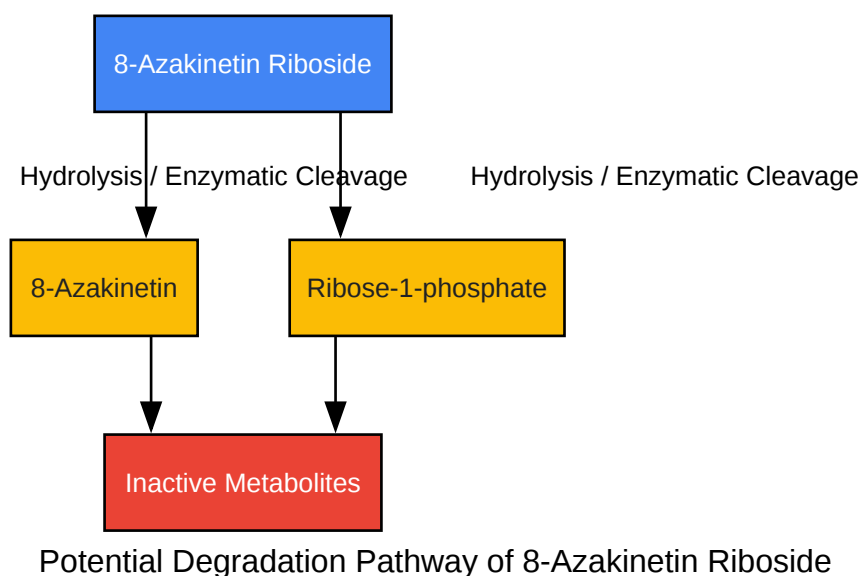 8-Azakinetin Riboside
Hydrolysis / Enzymatic Cleavage
Hydrolysis / Enzymatic Cleavage
8-Azakinetin
Ribose-1-phosphate
Inactive Metabolites
Potential Degradation Pathway of 8-Azakinetin Riboside